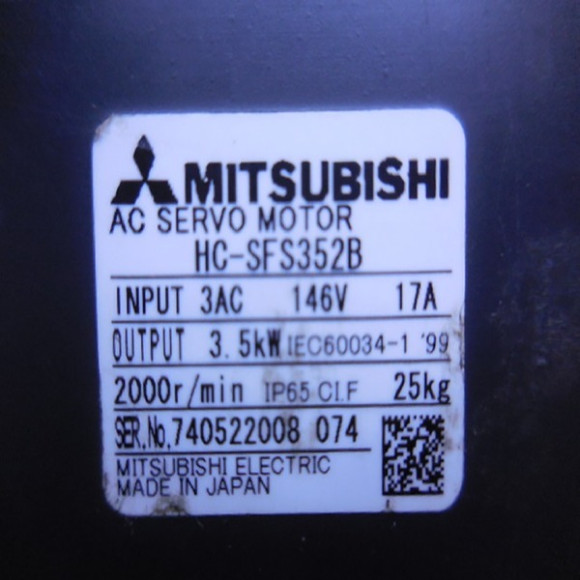 MITSUBISHI
AC SERVO MOTOR
HC-SFS352B
INPUT 3AC 146V 17A
OUTPUT 3.5kW IEC60034-1 '99
2000r/min IP65 CI.F 25kg
SER.No.740522008 074
MITSUBISHI ELECTRIC
MADE IN JAPAN